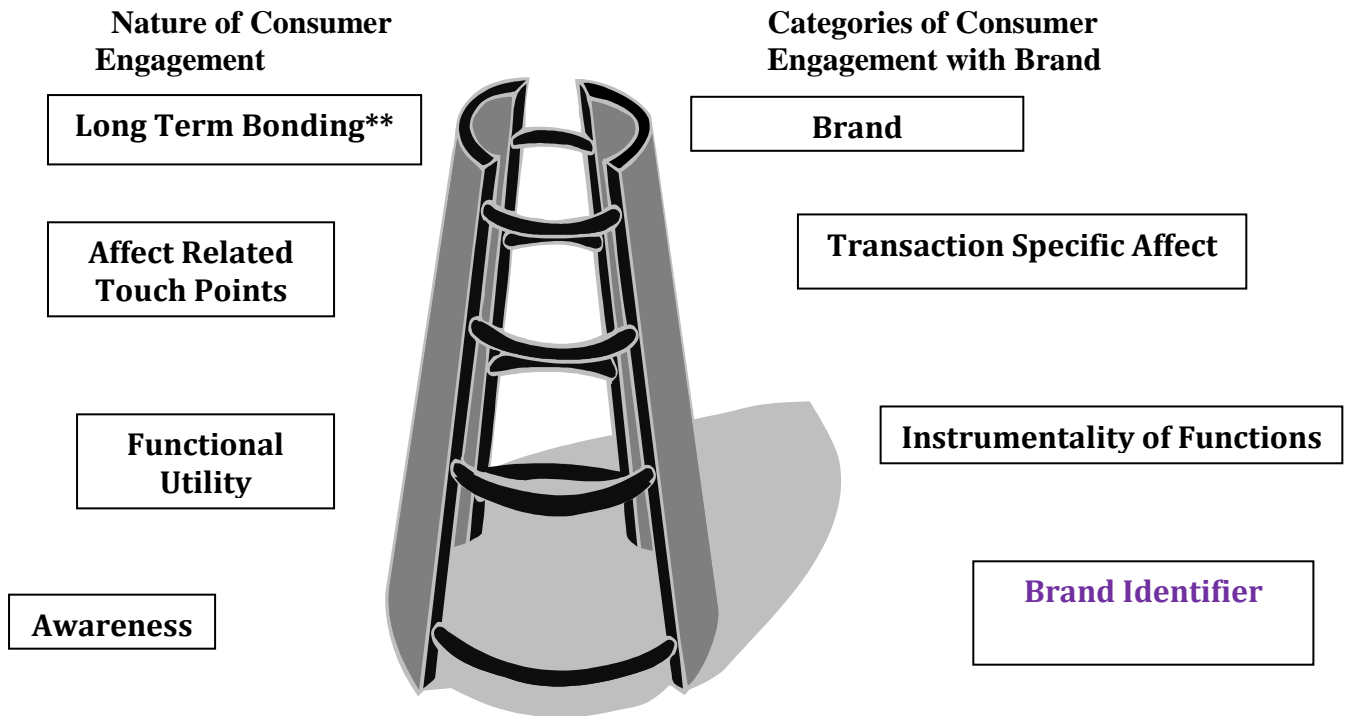 Nature of Consumer
Engagement
Categories of Consumer
Engagement with Brand
Long Term Bonding**
Brand
Affect Related
Touch Points
Transaction Specific Affect
Functional
Utility
Instrumentality of Functions
Awareness
Brand Identifier